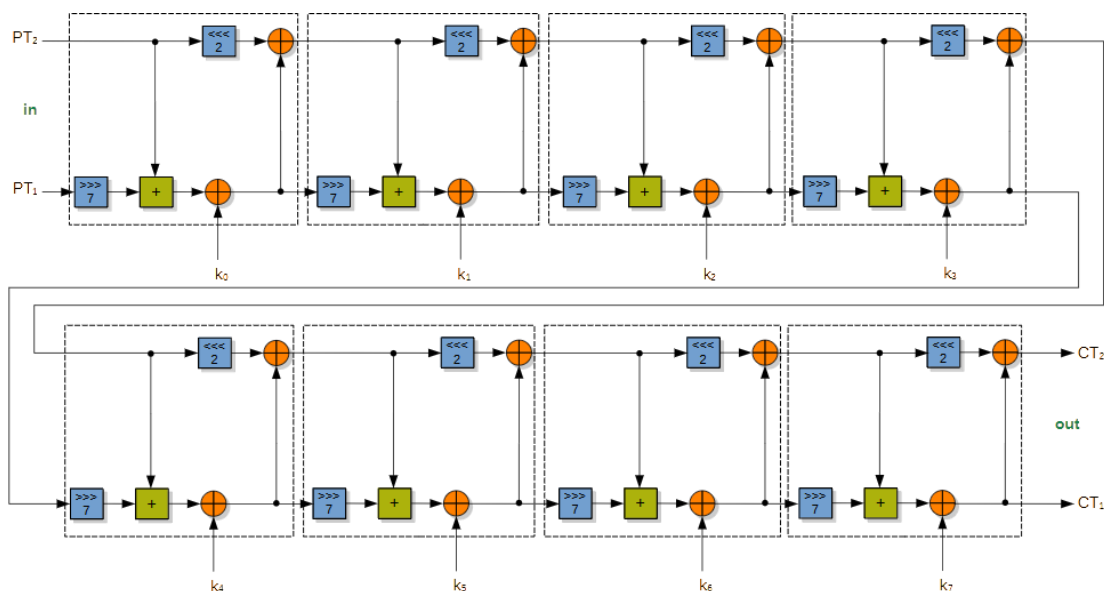 PT₂ <<< 2 <<< 2 <<< 2 <<< 2
in
PT₁ >>> 7 + >>> 7 + >>> 7 + >>> 7 +
k₀ k₁ k₂ k₃
<<< 2 <<< 2 <<< 2 <<< 2 CT₂
out
>>> 7 + >>> 7 + >>> 7 + >>> 7 + CT₁
k₄ k₅ k₆ k₇